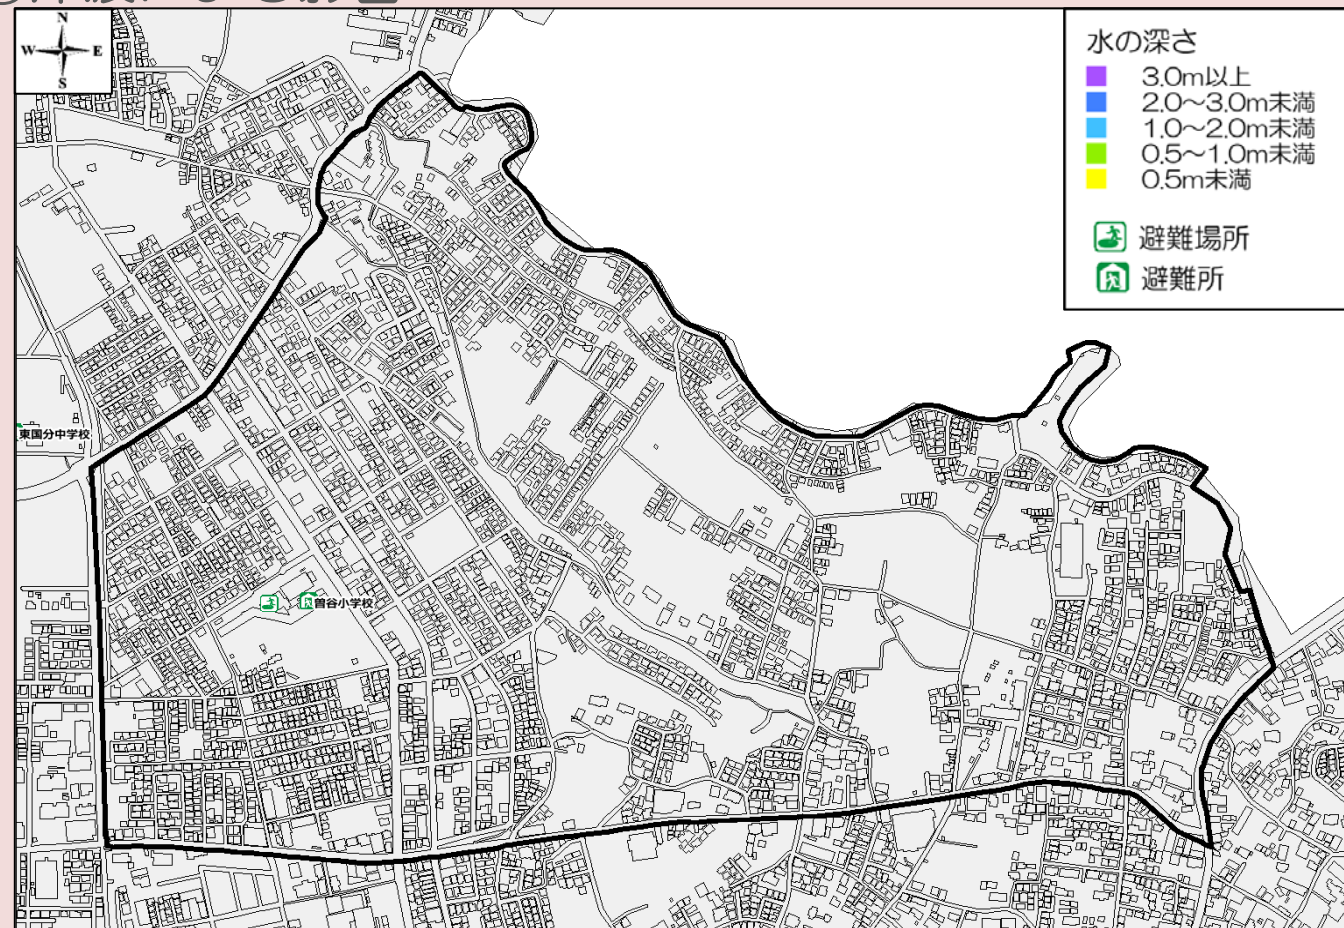 N
W E
S
水の深さ
3.0m以上
2.0～3.0m未満
1.0～2.0m未満
0.5～1.0m未満
0.5m未満
避難場所
避難所
東国分中学校
曽谷小学校